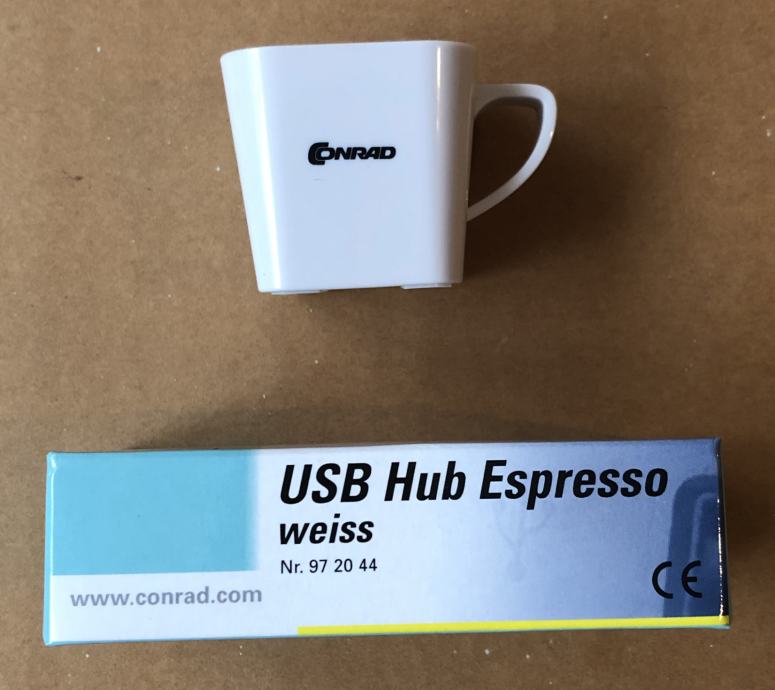 CONRAD
USB Hub Espresso
weiss
Nr. 97 20 44
www.conrad.com
CE